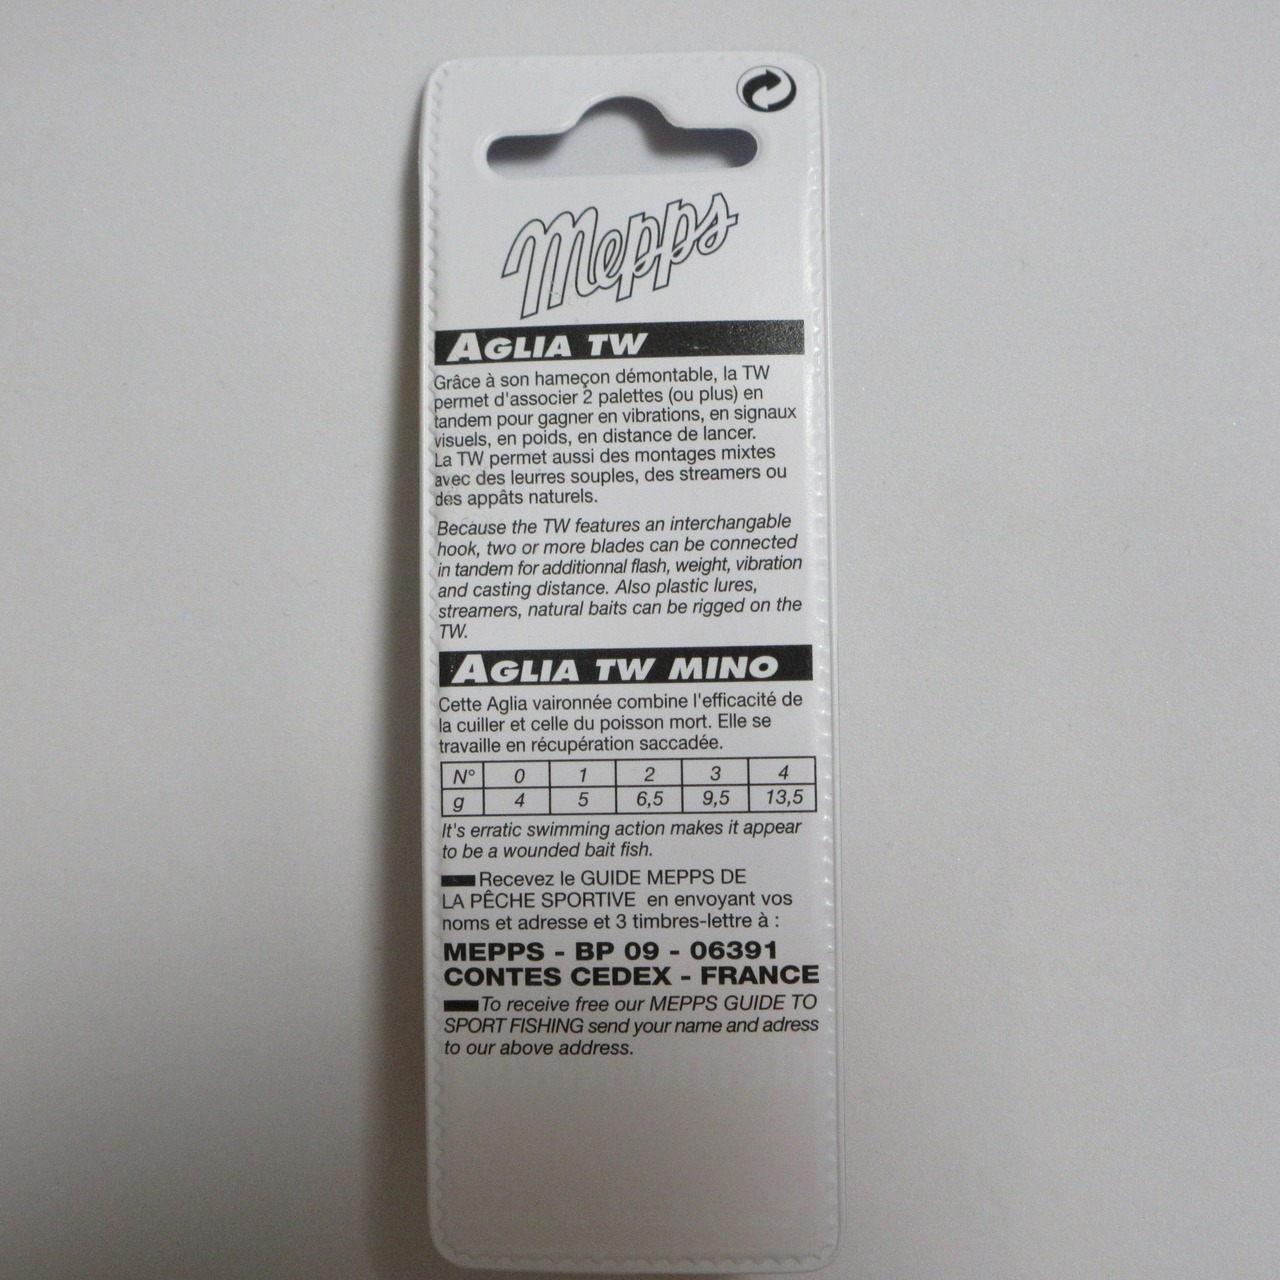 Mepps
AGLIA TW
Grâce à son hameçon démontable, la TW
permet d'associer 2 palettes (ou plus) en
tandem pour gagner en vibrations, en signaux
visuels, en poids, en distance de lancer.
La TW permet aussi des montages mixtes
avec des leurres souples, des streamers ou
des appâts naturels.
Because the TW features an interchangable
hook, two or more blades can be connected
in tandem for additionnal flash, weight, vibration
and casting distance. Also plastic lures,
streamers, natural baits can be rigged on the
TW.
AGLIA TW MINO
Cette Aglia vaironnée combine l'efficacité de
la cuiller et celle du poisson mort. Elle se
travaille en récupération saccadée.
N° 0 1 2 3 4
g 4 5 6,5 9,5 13,5
It's erratic swimming action makes it appear
to be a wounded bait fish.
Recevez le GUIDE MEPPS DE
LA PÊCHE SPORTIVE en envoyant vos
noms et adresse et 3 timbres-lettre à :
MEPPS - BP 09 - 06391
CONTES CEDEX - FRANCE
To receive free our MEPPS GUIDE TO
SPORT FISHING send your name and adress
to our above address.